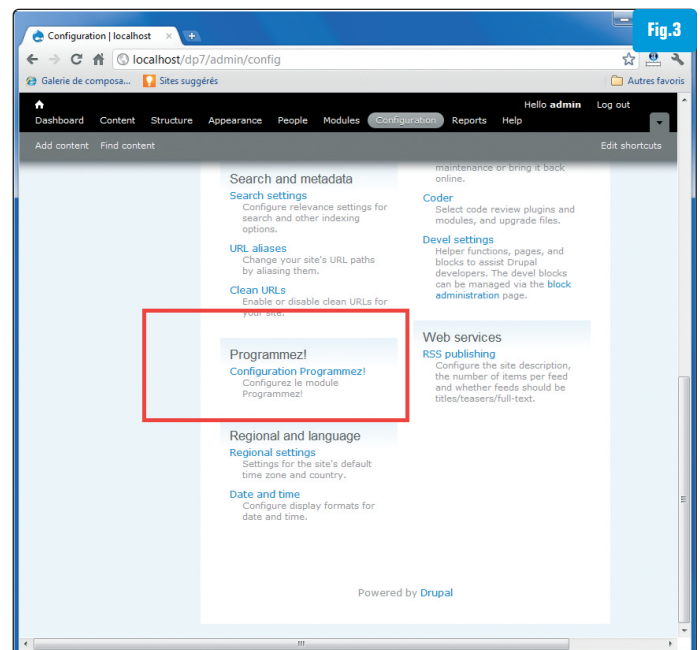 Fig.3
Configuration | localhost
localhost/dp7/admin/config
Galerie de composa...
Sites suggérés
Autres favoris
Hello admin
Log out
Dashboard
Content
Structure
Appearance
People
Modules
Configuration
Reports
Help
Add content
Find content
Edit shortcuts
Search and metadata
Search settings
Configure relevance settings for
search and other indexing
options.
URL aliases
Change your site's URL paths
by aliasing them.
Clean URLs
Enable or disable clean URLs for
your site.
Programmez!
Configuration Programmez!
Configurez le module
Programmez!
Regional and language
Regional settings
Settings for the site's default
time zone and country.
Date and time
Configure display formats for
date and time.
maintenance or bring it back
online.
Coder
Select code review plugins and
modules, and upgrade files.
Devel settings
Helper functions, pages, and
blocks to assist Drupal
developers. The devel blocks
can be managed via the block
administration page.
Web services
RSS publishing
Configure the site description,
the number of items per feed
and whether feeds should be
titles/teasers/full-text.
Powered by Drupal